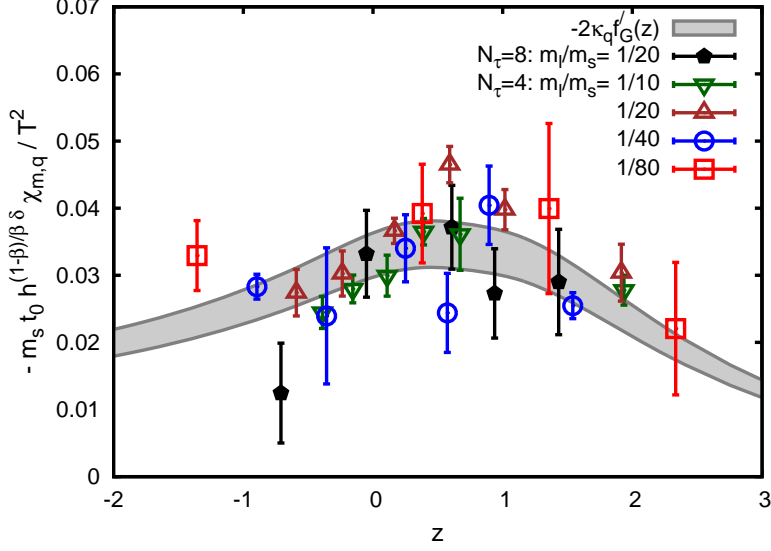 - m_s t_0 h^{(1-β)/β δ} χ_{m,q} / T^2
0.07
0.06
0.05
0.04
0.03
0.02
0.01
0
-2κ_q f_G^/(z)
N_τ=8: m_l/m_s= 1/20
N_τ=4: m_l/m_s= 1/10
1/20
1/40
1/80
-2 -1 0 1 2 3
z